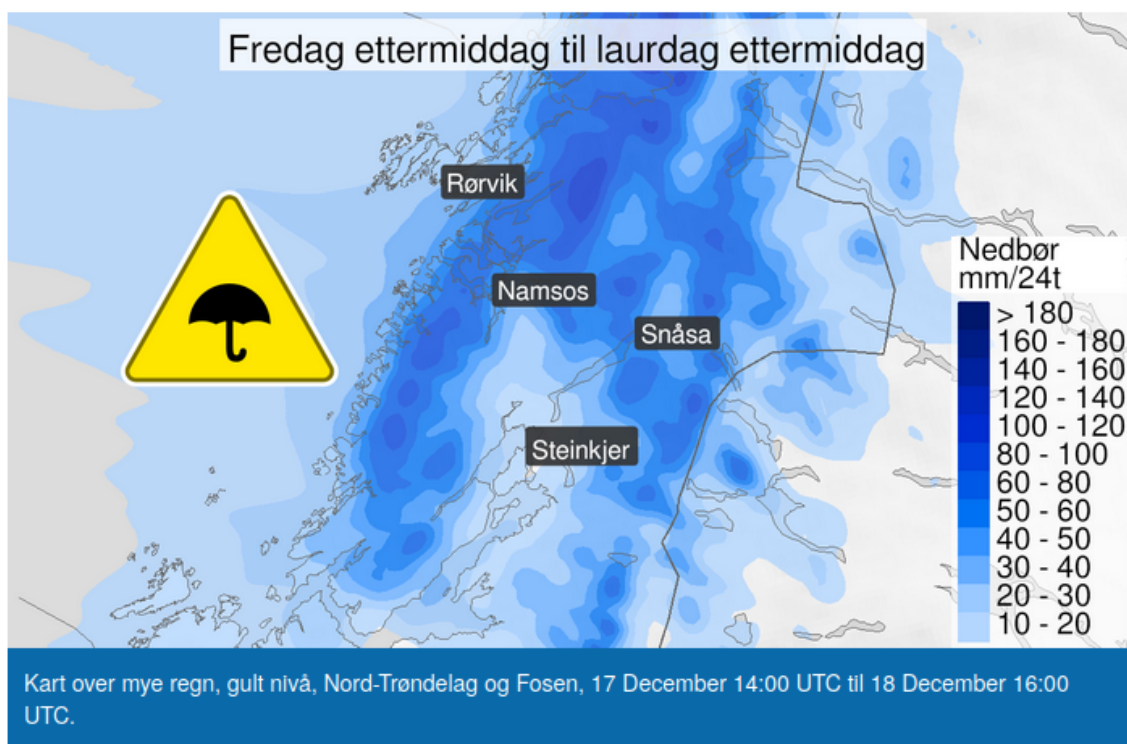 Fredag ettermiddag til laurdag ettermiddag
Rørvik
Namsos
Snåsa
Steinkjer
Nedbør
mm/24t
> 180
160 - 180
140 - 160
120 - 140
100 - 120
80 - 100
60 - 80
50 - 60
40 - 50
30 - 40
20 - 30
10 - 20
Kart over mye regn, gult nivå, Nord-Trøndelag og Fosen, 17 December 14:00 UTC til 18 December 16:00
UTC.